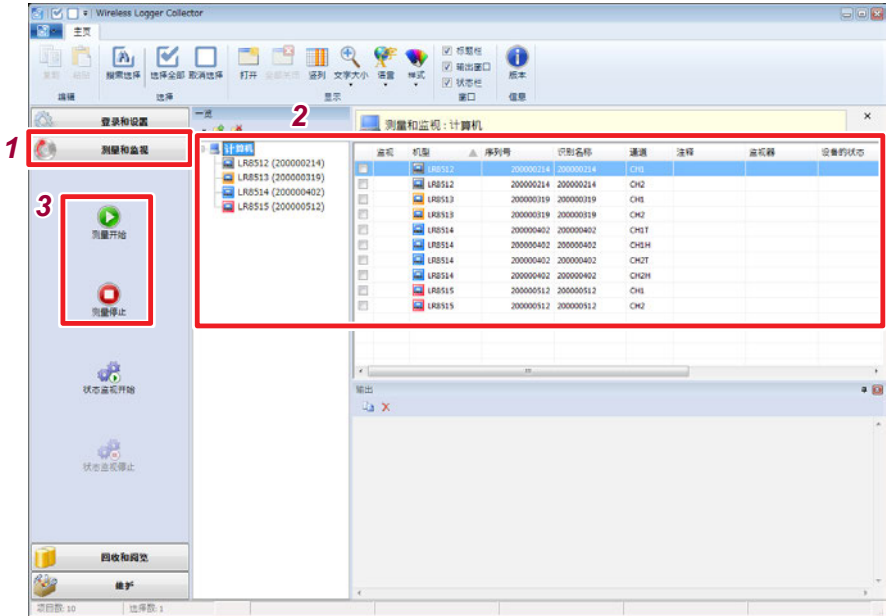 Wireless Logger Collector
主页
复制
粘贴
搜索选择
选择全部
取消选择
打开
全部关闭
竖列
文字大小
语言
样式
标题栏
输出窗口
状态栏
版本
编辑
选择
显示
窗口
信息
登录和设置
1
测量和监视
3
测量开始
测量停止
状态监视开始
状态监视停止
回收和阅览
维护
一览
2
计算机
LR8512 (200000214)
LR8513 (200000319)
LR8514 (200000402)
LR8515 (200000512)
测量和监视 : 计算机
监视 机型 序列号 识别名称 通道 注释 监视器 设备的状态
LR8512 200000214 200000214 CH1
LR8512 200000214 200000214 CH2
LR8513 200000319 200000319 CH1
LR8513 200000319 200000319 CH2
LR8514 200000402 200000402 CH1T
LR8514 200000402 200000402 CH1H
LR8514 200000402 200000402 CH2T
LR8514 200000402 200000402 CH2H
LR8515 200000512 200000512 CH1
LR8515 200000512 200000512 CH2
输出
项目数: 10 选择数: 1